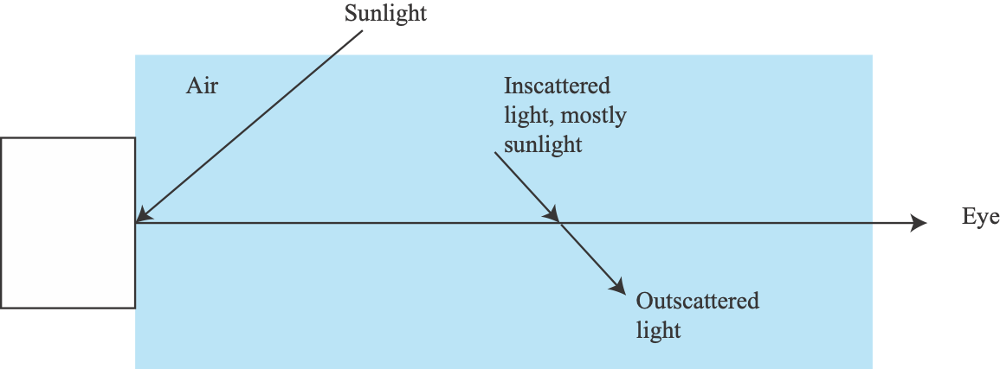 Sunlight
Air
Inscattered
light, mostly
sunlight
Eye
Outscattered
light